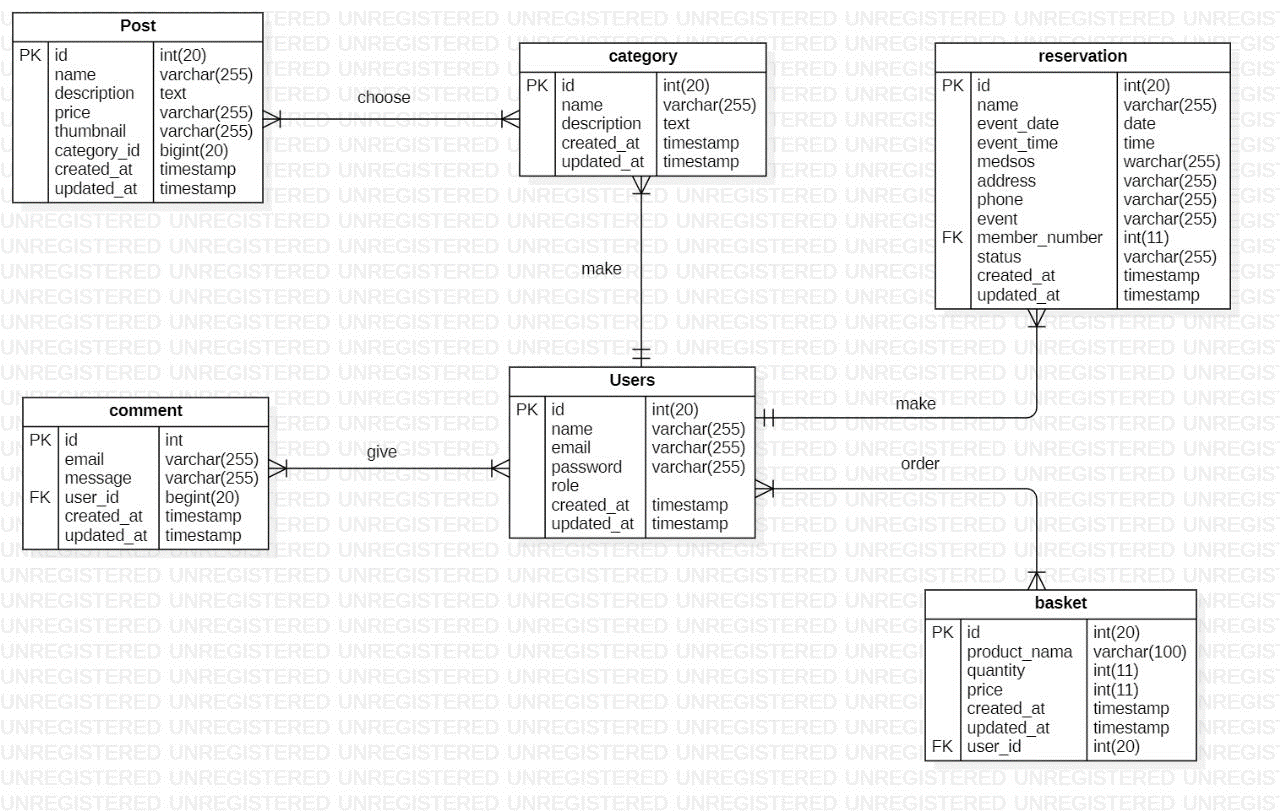 Post
PK id int(20)
name varchar(255)
description text
price varchar(255)
thumbnail varchar(255)
category_id bigint(20)
created_at timestamp
updated_at timestamp
choose
category
PK id int(20)
name varchar(255)
description text
created_at timestamp
updated_at timestamp
reservation
PK id int(20)
name varchar(255)
event_date date
event_time time
medsos warchar(255)
address varchar(255)
phone varchar(255)
event varchar(255)
FK member_number int(11)
status varchar(255)
created_at timestamp
updated_at timestamp
make
comment
PK id int
email varchar(255)
message varchar(255)
FK user_id begint(20)
created_at timestamp
updated_at timestamp
give
Users
PK id int(20)
name varchar(255)
email varchar(255)
password varchar(255)
role
created_at timestamp
updated_at timestamp
make
order
basket
PK id int(20)
product_nama varchar(100)
quantity int(11)
price int(11)
created_at timestamp
updated_at timestamp
FK user_id int(20)
UNREGISTERED